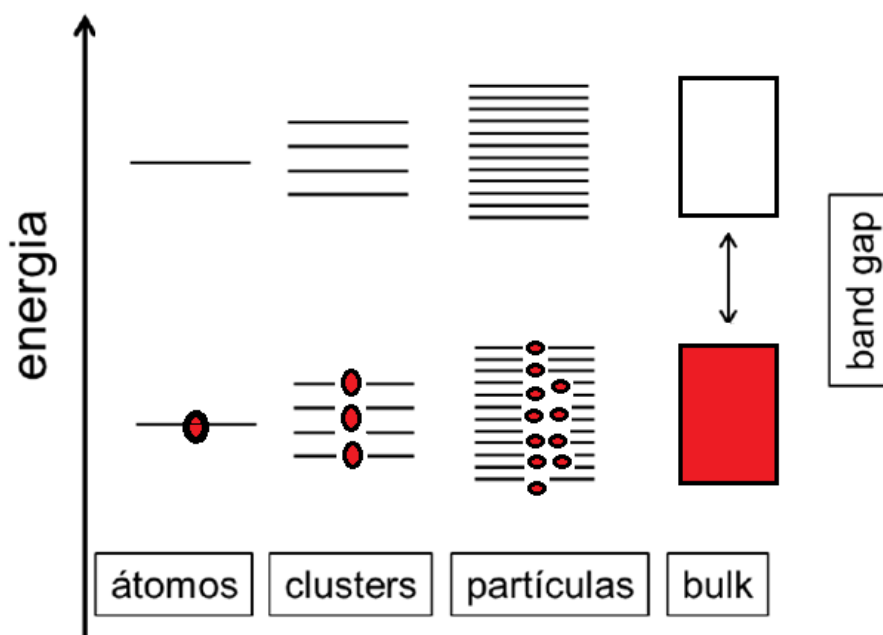 energia
band gap
átomos
clusters
partículas
bulk